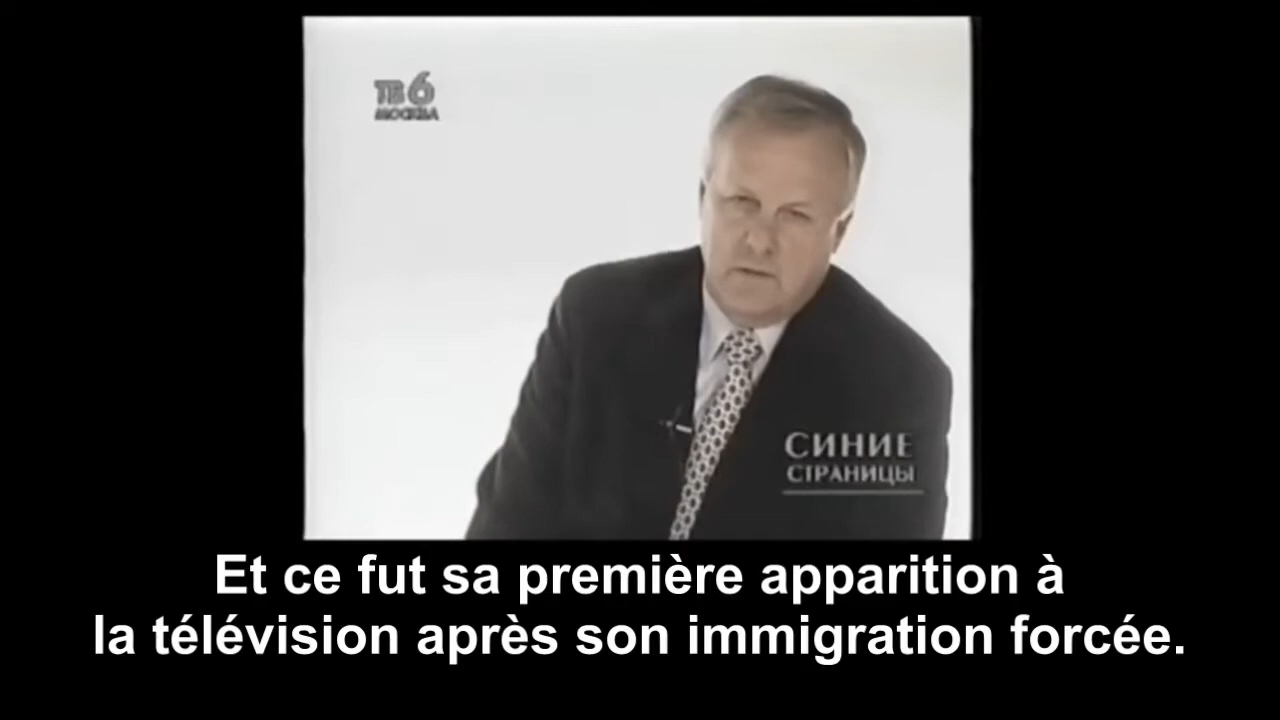 ТВ6
МОСКВА
СИНИЕ
СТРАНИЦЫ
Et ce fut sa première apparition à
la télévision après son immigration forcée.